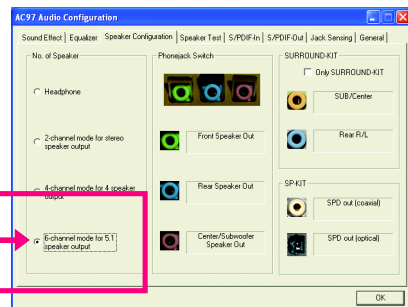 AC97 Audio Configuration
Sound Effect
Equalizer
Speaker Configuration
Speaker Test
S/PDIF-In
S/PDIF-Out
Jack Sensing
General
No. of Speaker
Headphone
2-channel mode for stereo
speaker output
4-channel mode for 4 speaker
output
6-channel mode for 5.1
speaker output
Phonejack Switch
Front Speaker Out
Rear Speaker Out
Center/Subwoofer
Speaker Out
SURROUND-KIT
Only SURROUND-KIT
SUB/Center
Rear R/L
SP-KIT
SPD out (coaxial)
SPD out (optical)
OK